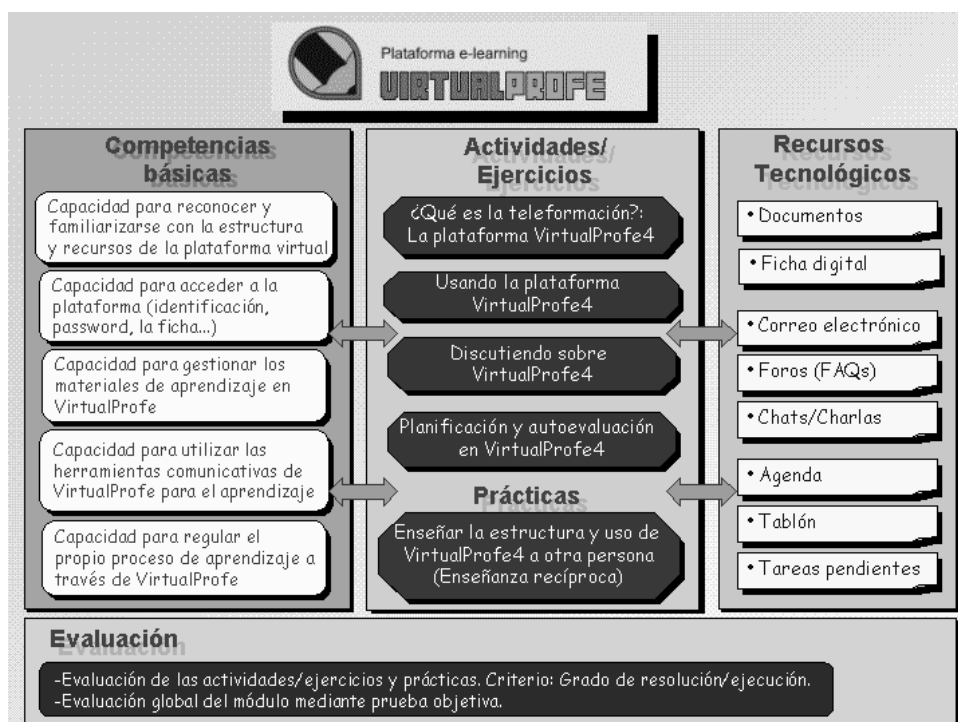 Plataforma e-learning
VIRTUALPROFE
Competencias
básicas
Capacidad para reconocer y
familiarizarse con la estructura
y recursos de la plataforma virtual
Capacidad para acceder a la
plataforma (identificación,
password, la ficha...)
Capacidad para gestionar los
materiales de aprendizaje en
VirtualProfe
Capacidad para utilizar las
herramientas comunicativas de
VirtualProfe para el aprendizaje
Capacidad para regular el
propio proceso de aprendizaje a
través de VirtualProfe
Actividades/
Ejercicios
¿Qué es la teleformación?:
La plataforma VirtualProfe4
Usando la plataforma
VirtualProfe4
Discutiendo sobre
VirtualProfe4
Planificación y autoevaluación
en VirtualProfe4
Prácticas
Enseñar la estructura y uso de
VirtualProfe4 a otra persona
(Enseñanza recíproca)
Recursos
Tecnológicos
• Documentos
• Ficha digital
• Correo electrónico
• Foros (FAQs)
• Chats/Charlas
• Agenda
• Tablón
• Tareas pendientes
Evaluación
-Evaluación de las actividades/ejercicios y prácticas. Criterio: Grado de resolución/ejecución.
-Evaluación global del módulo mediante prueba objetiva.